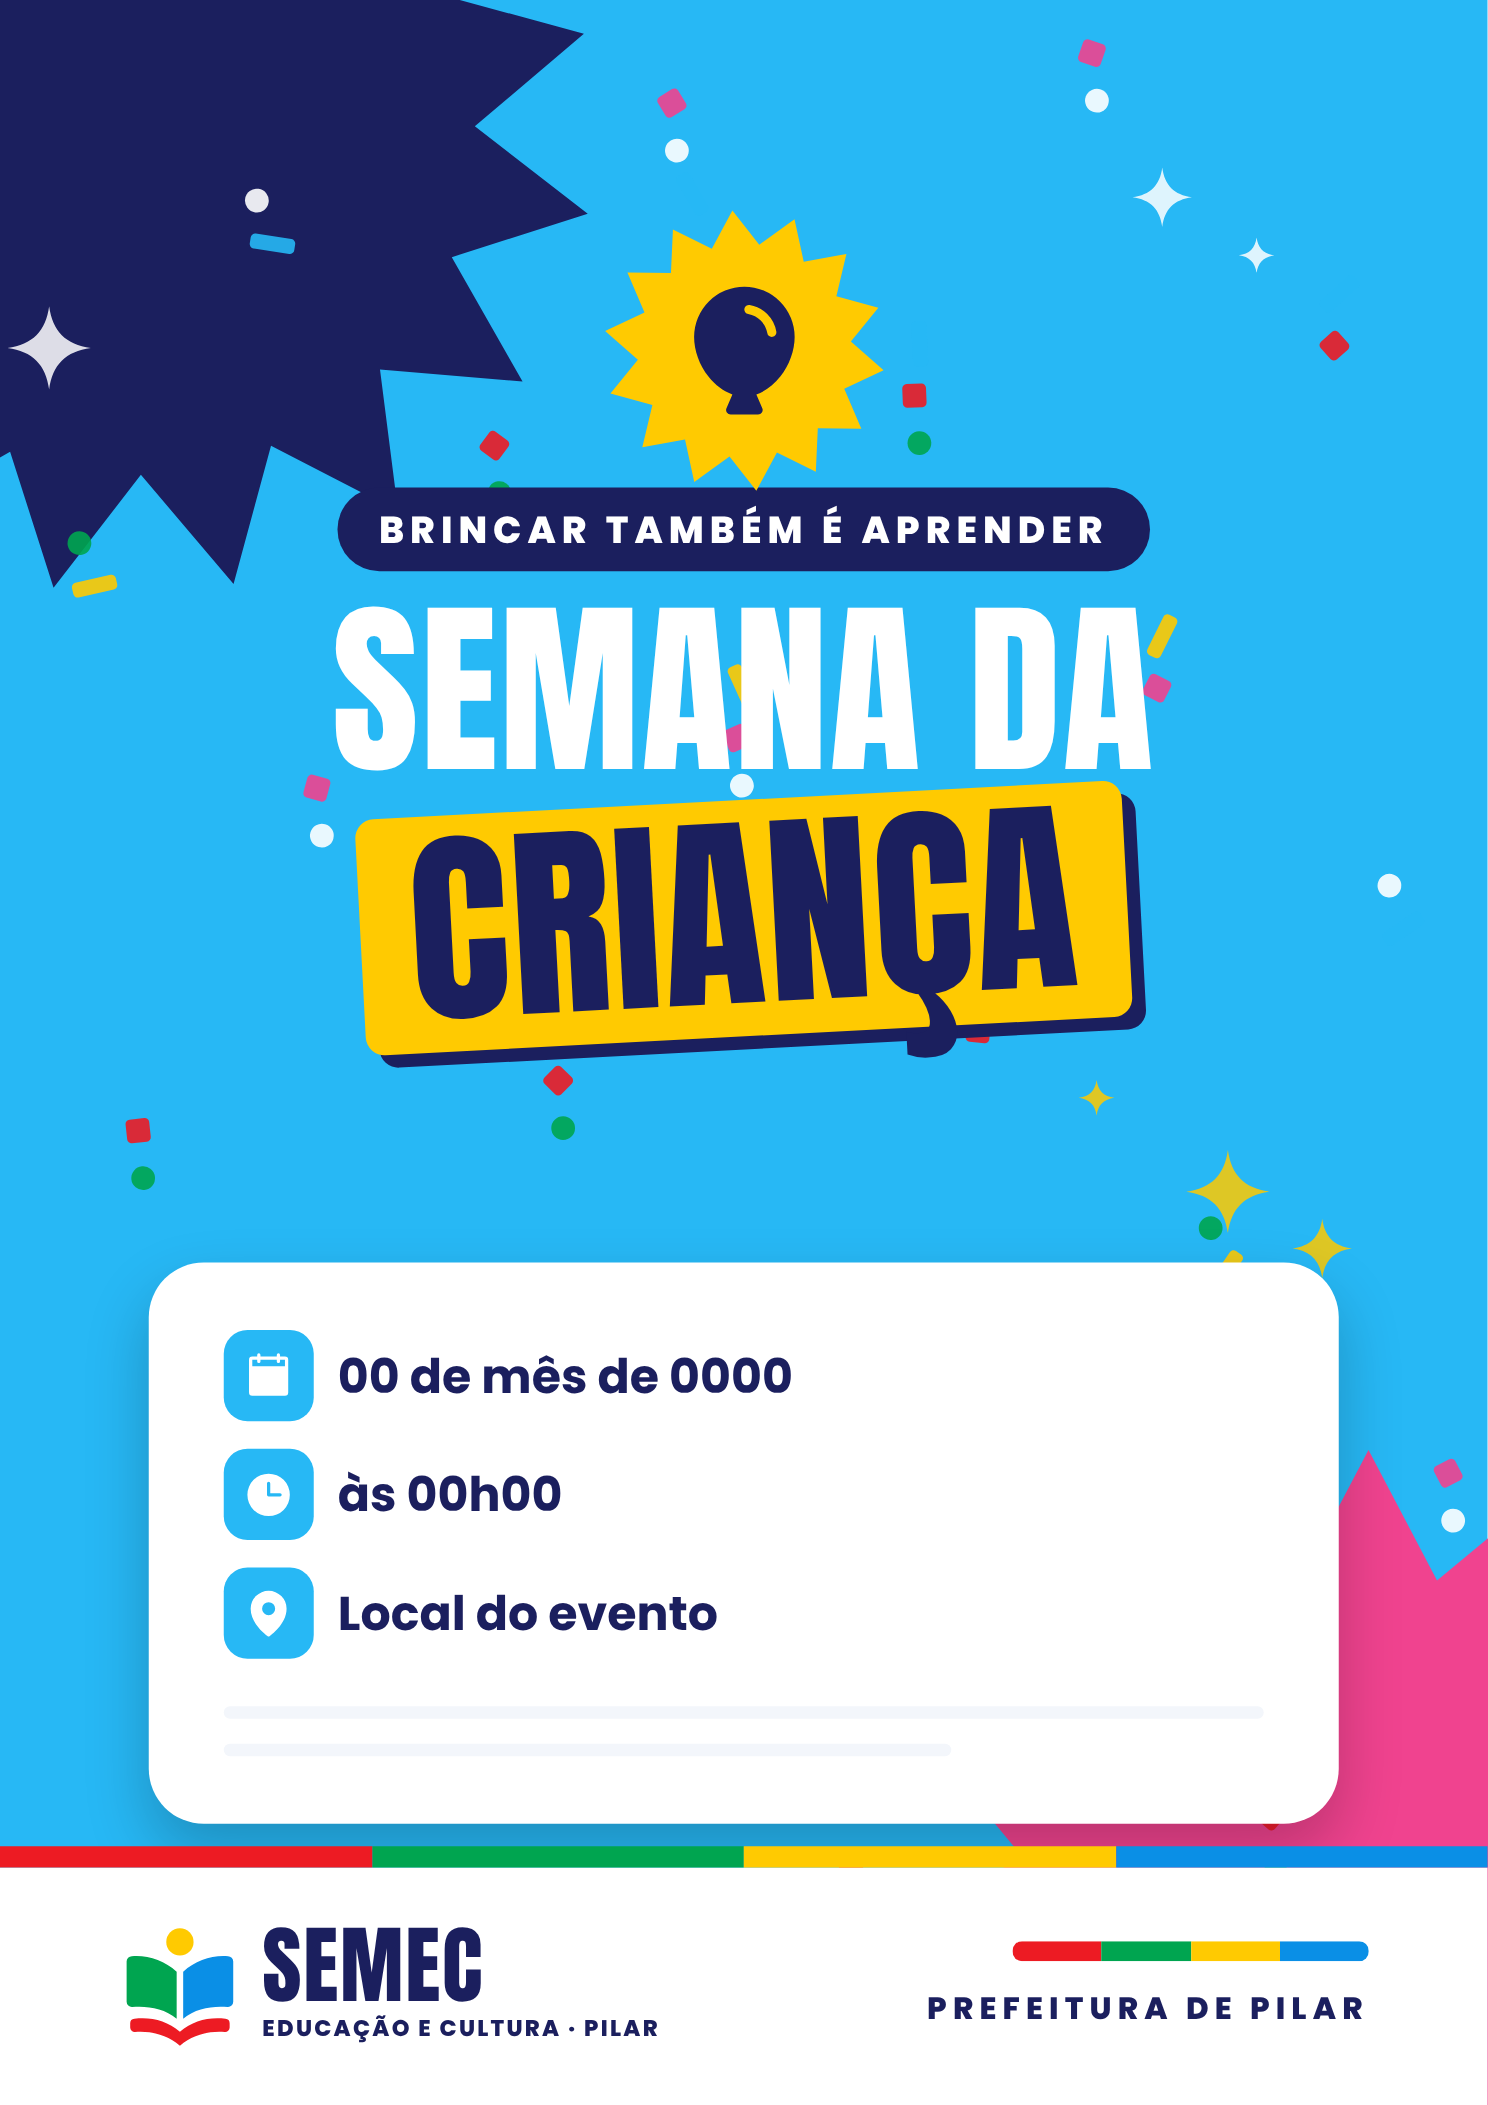 BRINCAR TAMBÉM É APRENDER
SEMANA DA
CRIANÇA
00 de mês de 0000
às 00h00
Local do evento
SEMEC
EDUCAÇÃO E CULTURA · PILAR
PREFEITURA DE PILAR